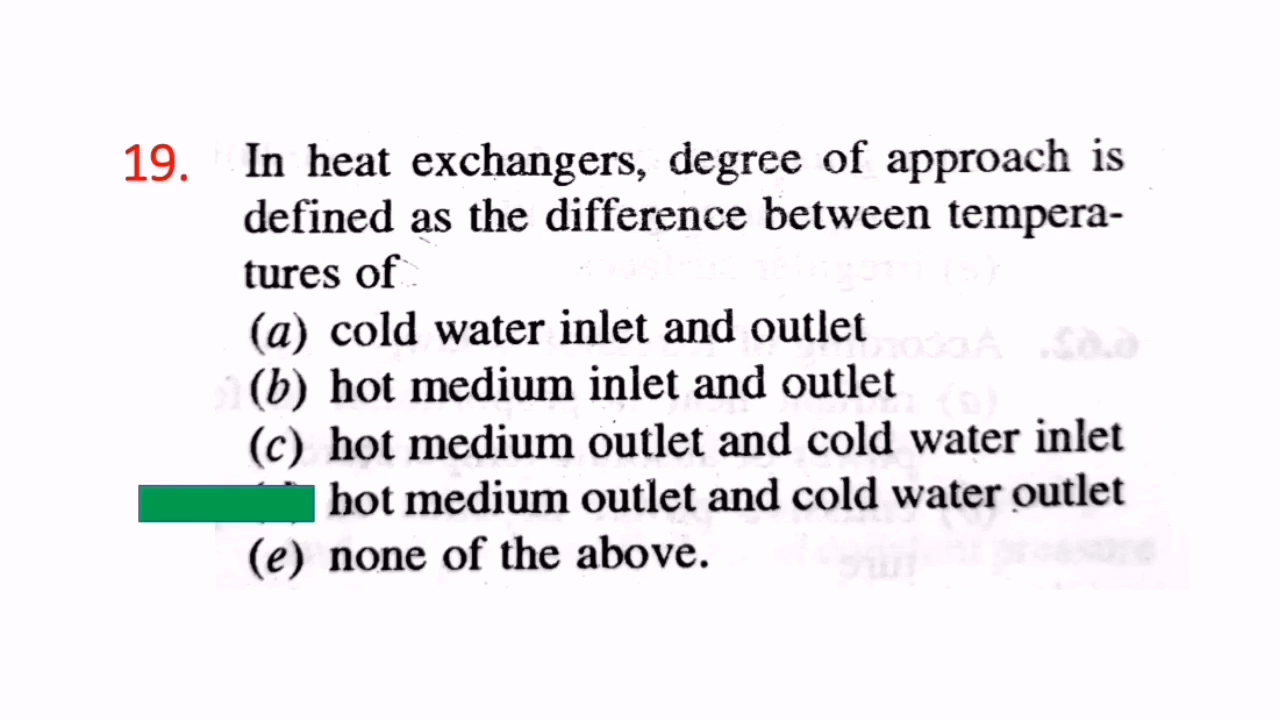 19. In heat exchangers, degree of approach is
defined as the difference between tempera-
tures of
(a) cold water inlet and outlet
(b) hot medium inlet and outlet
(c) hot medium outlet and cold water inlet
hot medium outlet and cold water outlet
(e) none of the above.